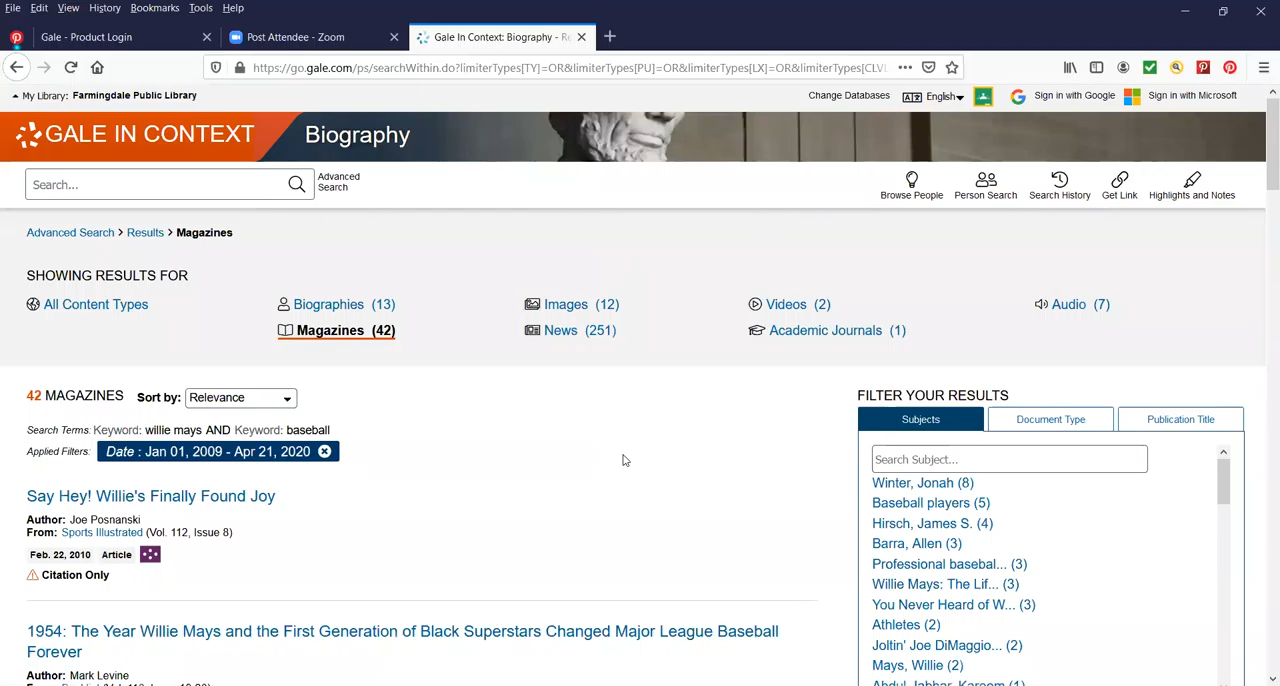 File Edit View History Bookmarks Tools Help
Gale - Product Login
Post Attendee - Zoom
Gale In Context: Biography - Re
https://go.gale.com/ps/searchWithin.do?limiterTypes[TY]=OR&limiterTypes[PU]=OR&limiterTypes[LX]=OR&limiterTypes[CLVL
My Library: Farmingdale Public Library
Change Databases English Sign in with Google Sign in with Microsoft
GALE IN CONTEXT Biography
Search...
Advanced Search
Browse People Person Search Search History Get Link Highlights and Notes
Advanced Search > Results > Magazines
SHOWING RESULTS FOR
All Content Types Biographies (13) Images (12) Videos (2) Audio (7)
Magazines (42) News (251) Academic Journals (1)
42 MAGAZINES Sort by: Relevance
Search Terms: Keyword: willie mays AND Keyword: baseball
Applied Filters: Date : Jan 01, 2009 - Apr 21, 2020
Say Hey! Willie's Finally Found Joy
Author: Joe Posnanski
From: Sports Illustrated (Vol. 112, Issue 8)
Feb. 22, 2010 Article
Citation Only
1954: The Year Willie Mays and the First Generation of Black Superstars Changed Major League Baseball
Forever
Author: Mark Levine
FILTER YOUR RESULTS
Subjects Document Type Publication Title
Search Subject...
Winter, Jonah (8)
Baseball players (5)
Hirsch, James S. (4)
Barra, Allen (3)
Professional basebal... (3)
Willie Mays: The Lif... (3)
You Never Heard of W... (3)
Athletes (2)
Joltin' Joe DiMaggio... (2)
Mays, Willie (2)
Abdul-Jabbar, Kareem (1)